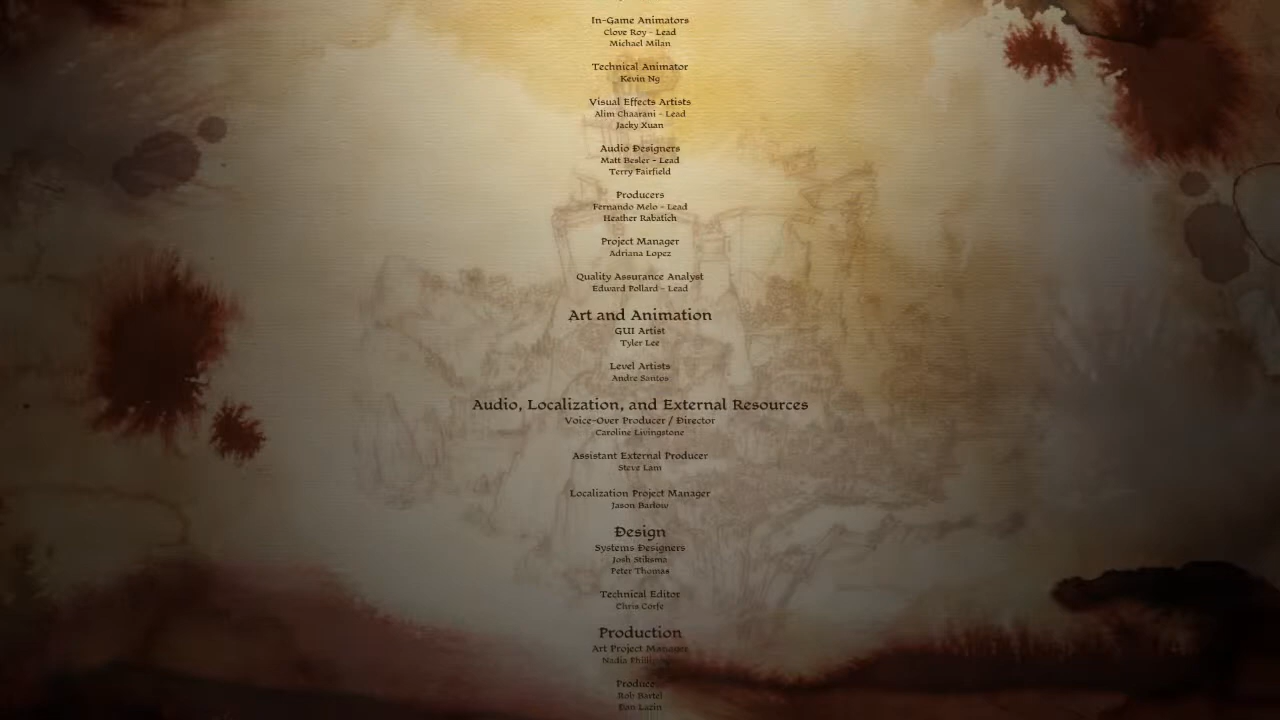 In-Game Animators
Clove Roy - Lead
Michael Milan
Technical Animator
Kevin Ng
Visual Effects Artists
Alim Chaarani - Lead
Jacky Xuan
Audio Designers
Matt Besler - Lead
Terry Fairfield
Producers
Fernando Melo - Lead
Heather Rabatich
Project Manager
Adriana Lopez
Quality Assurance Analyst
Edward Pollard - Lead
Art and Animation
GUI Artist
Tyler Lee
Level Artists
Andre Santos
Audio, Localization, and External Resources
Voice-Over Producer / Director
Caroline Livingstone
Assistant External Producer
Steve Lam
Localization Project Manager
Jason Barlow
Design
Systems Designers
Josh Stiksma
Peter Thomas
Technical Editor
Chris Corfe
Production
Art Project Manager
Nadia
Rob Bartel
Dan Lazin